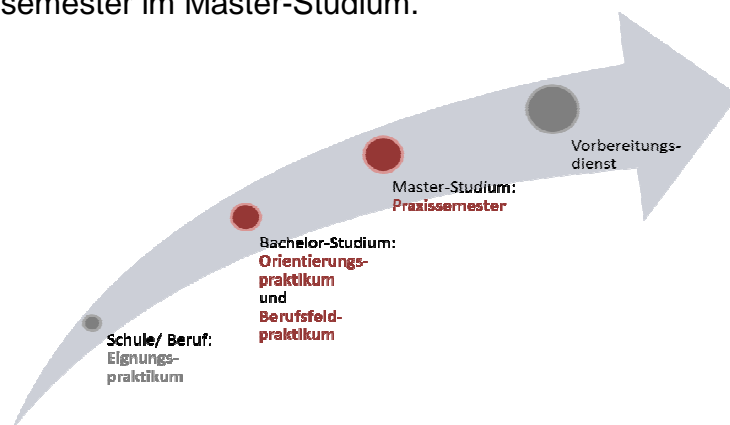 semester im Master-Studium.
Vorbereitungs-
dienst
Master-Studium:
Praxissemester
Bachelor-Studium:
Orientierungs-
praktikum
und
Berufsfeld-
praktikum
Schule/ Beruf:
Eignungs-
praktikum